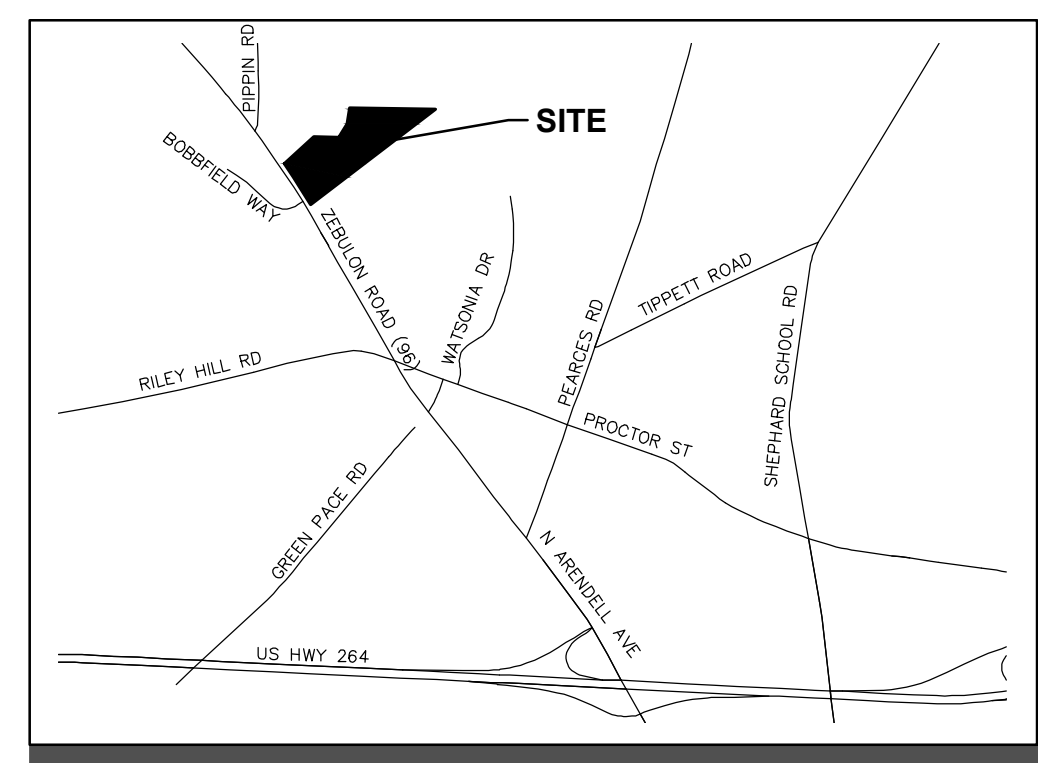 PIPPIN RD
SITE
BOBBFIELD WAY
ZEBULON ROAD (96)
WATSONIA DR
TIPPETT ROAD
PEARCES RD
SHEPHARD SCHOOL RD
RILEY HILL RD
PROCTOR ST
GREEN PACE RD
N ARENDELL AVE
US HWY 264